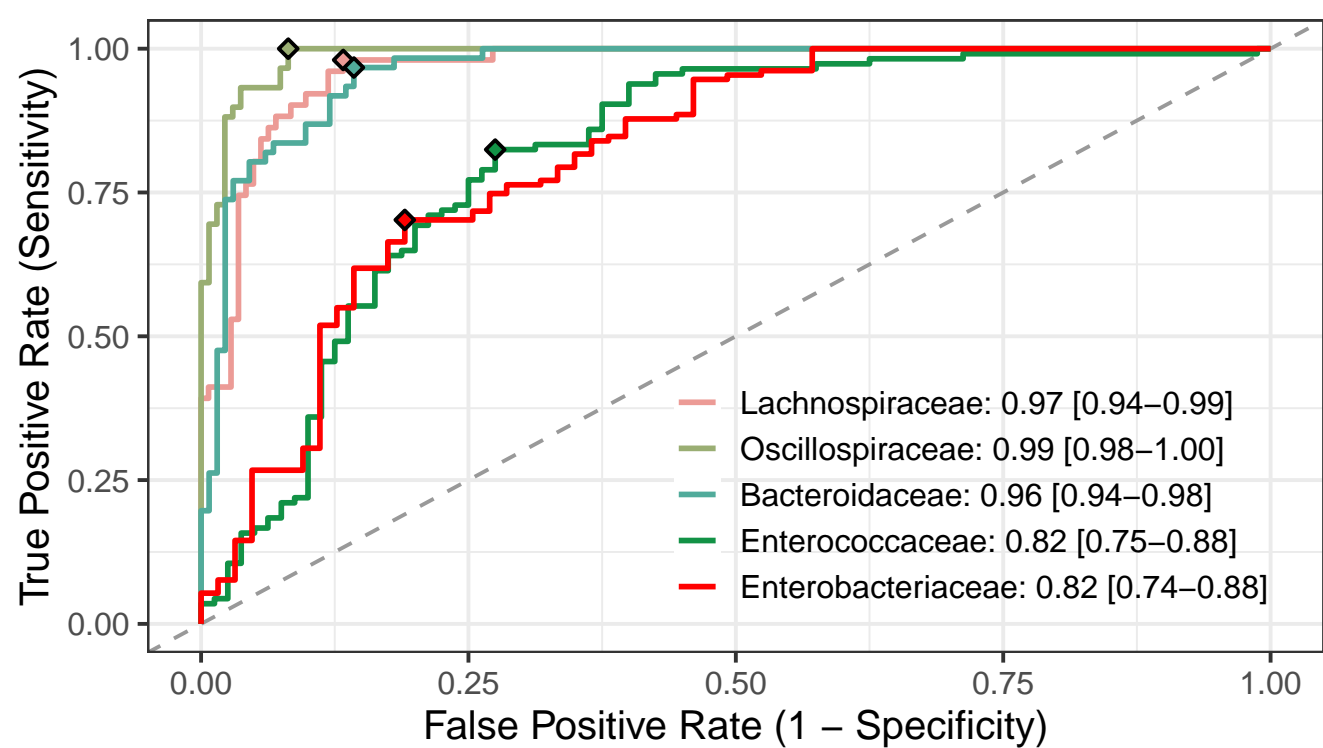 True Positive Rate (Sensitivity)
1.00
0.75
0.50
0.25
0.00
Lachnospiraceae: 0.97 [0.94−0.99]
Oscillospiraceae: 0.99 [0.98−1.00]
Bacteroidaceae: 0.96 [0.94−0.98]
Enterococcaceae: 0.82 [0.75−0.88]
Enterobacteriaceae: 0.82 [0.74−0.88]
0.00 0.25 0.50 0.75 1.00
False Positive Rate (1 − Specificity)